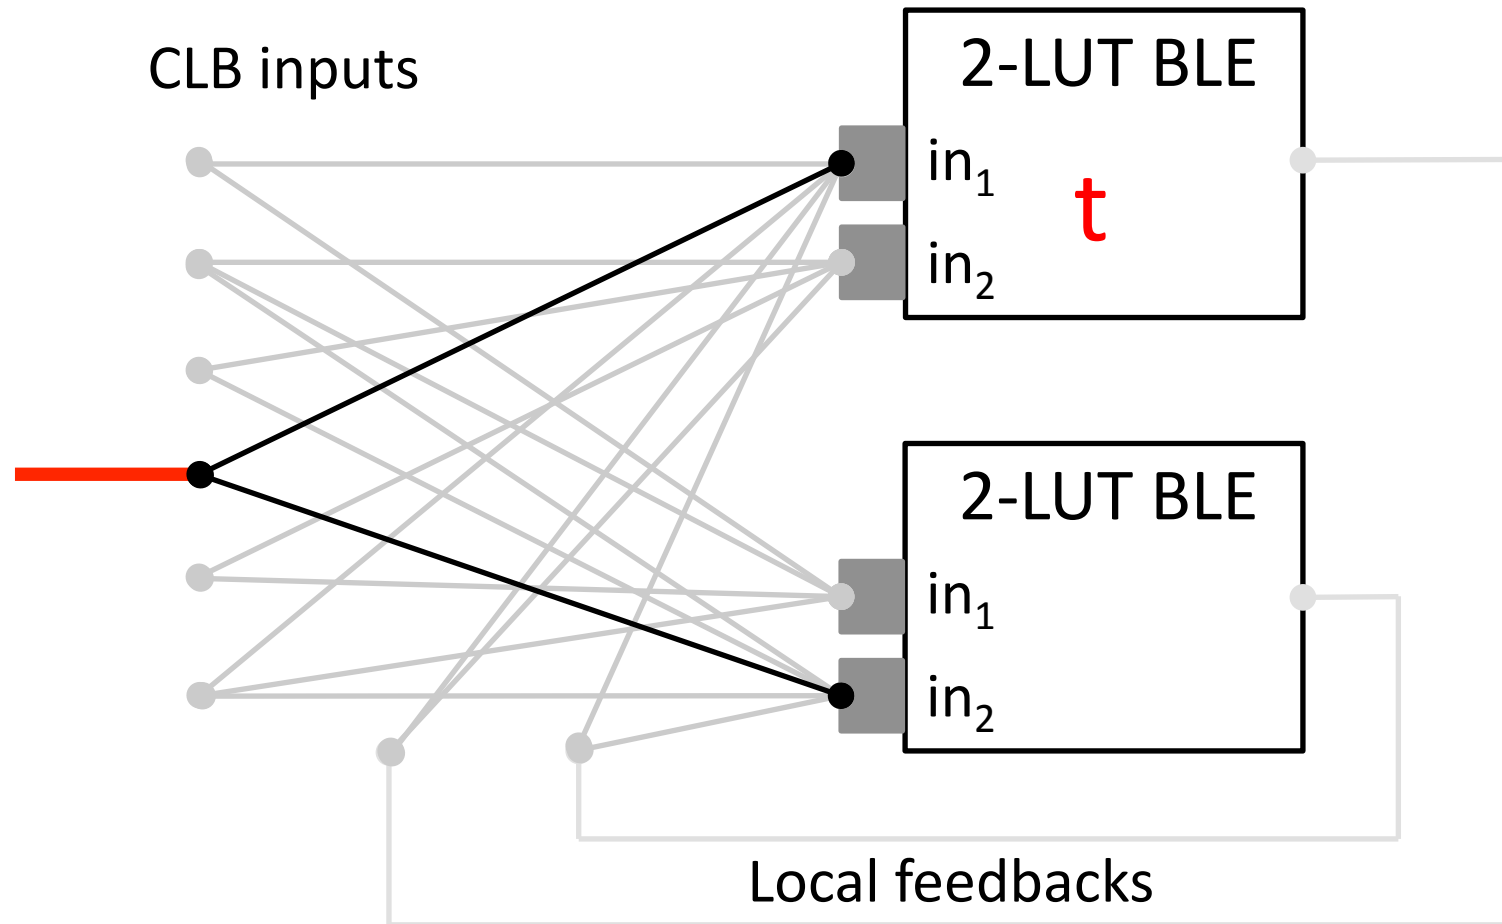 CLB inputs
2-LUT BLE
in1
t
in2
2-LUT BLE
in1
in2
Local feedbacks